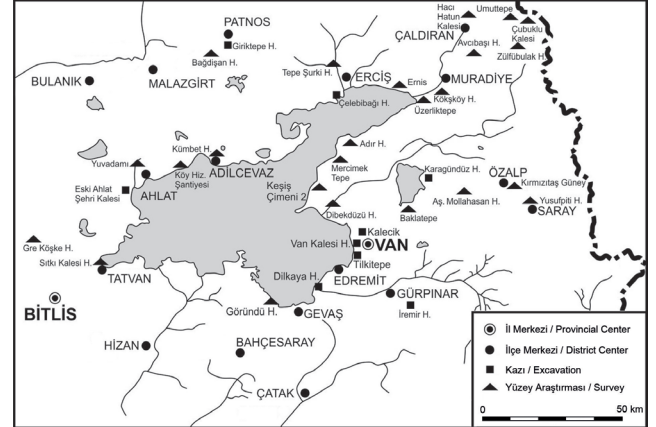 PATNOS
Giriktepe H.
Bağdişan H.
BULANIK
MALAZGİRT
Hacı
Hatun
Kalesi
Umuttepe
Çubuklu
Kalesi
ÇALDIRAN
Avcıbaşı H.
Zülfübulak H.
Tepe Şurki H.
ERCİŞ
Ernis
MURADİYE
Çelebibağı H.
Kökşköy H.
Üzerliktepe
Kümbet H.
Adır H.
Yuvadamı
ADİLCEVAZ
Köy Hiz.
Şantiyesi
Mercimek
Tepe
Karagündüz H.
ÖZALP
Kırmızıtaş Güney
Eski Ahlat
Şehri Kalesi
AHLAT
Keşiş
Çimeni 2
Aş. Mollahasan H.
Yusufpiti H.
SARAY
Dibekdüzü H.
Baklatepe
Kalecik
Gre Köşke H.
Van Kalesi H.
VAN
Sıtkı Kalesi H.
Tilkitepe
TATVAN
Dilkaya H.
EDREMİT
BİTLİS
GÜRPINAR
Göründü H.
GEVAŞ
İremir H.
HİZAN
BAHÇESARAY
ÇATAK
İl Merkezi / Provincial Center
İlçe Merkezi / District Center
Kazı / Excavation
Yüzey Araştırması / Survey
0 50 km